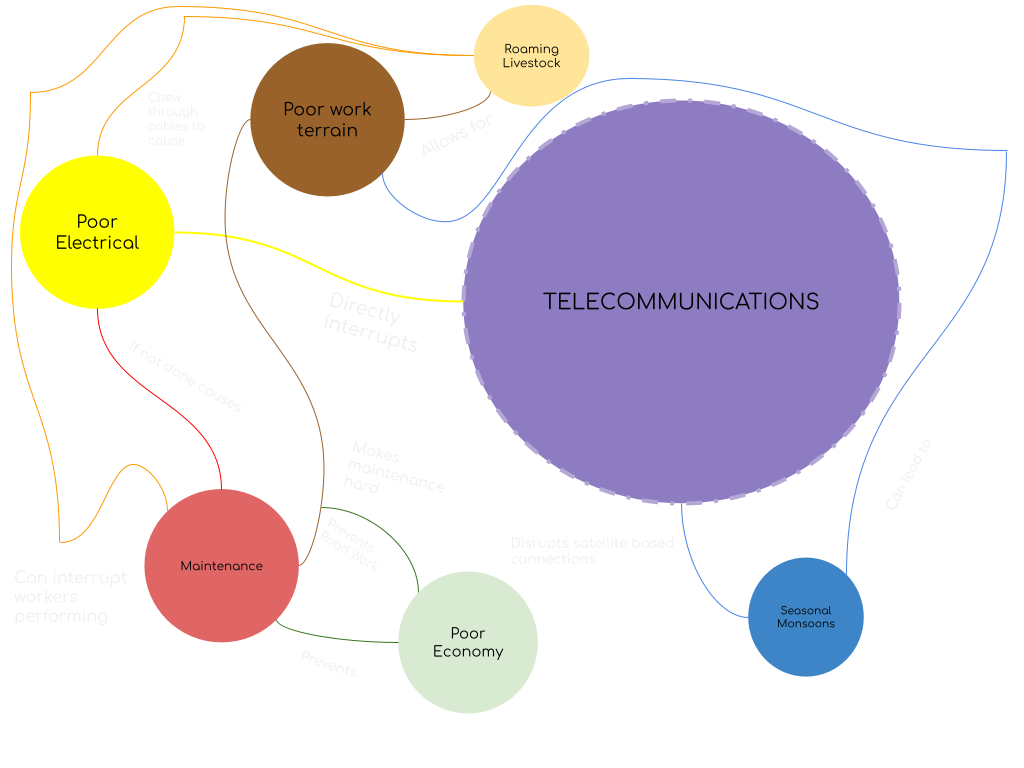 Roaming
Livestock
Chew
through
cables to
cause
Poor work
terrain
Allows for
Poor
Electrical
Directly
interrupts
TELECOMMUNICATIONS
If not done causes
Makes
maintenance
hard
Can lead to
Prevents
Road Work
Disrupts satellite based
connections
Maintenance
Can interrupt
workers
performing
Poor
Economy
Seasonal
Monsoons
Prevents